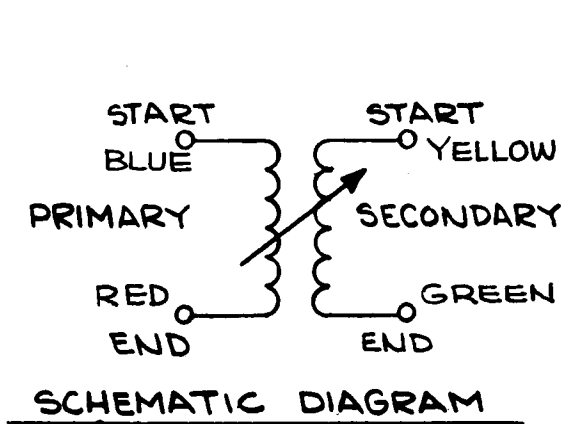 START START
BLUE YELLOW
PRIMARY SECONDARY
RED GREEN
END END
SCHEMATIC DIAGRAM